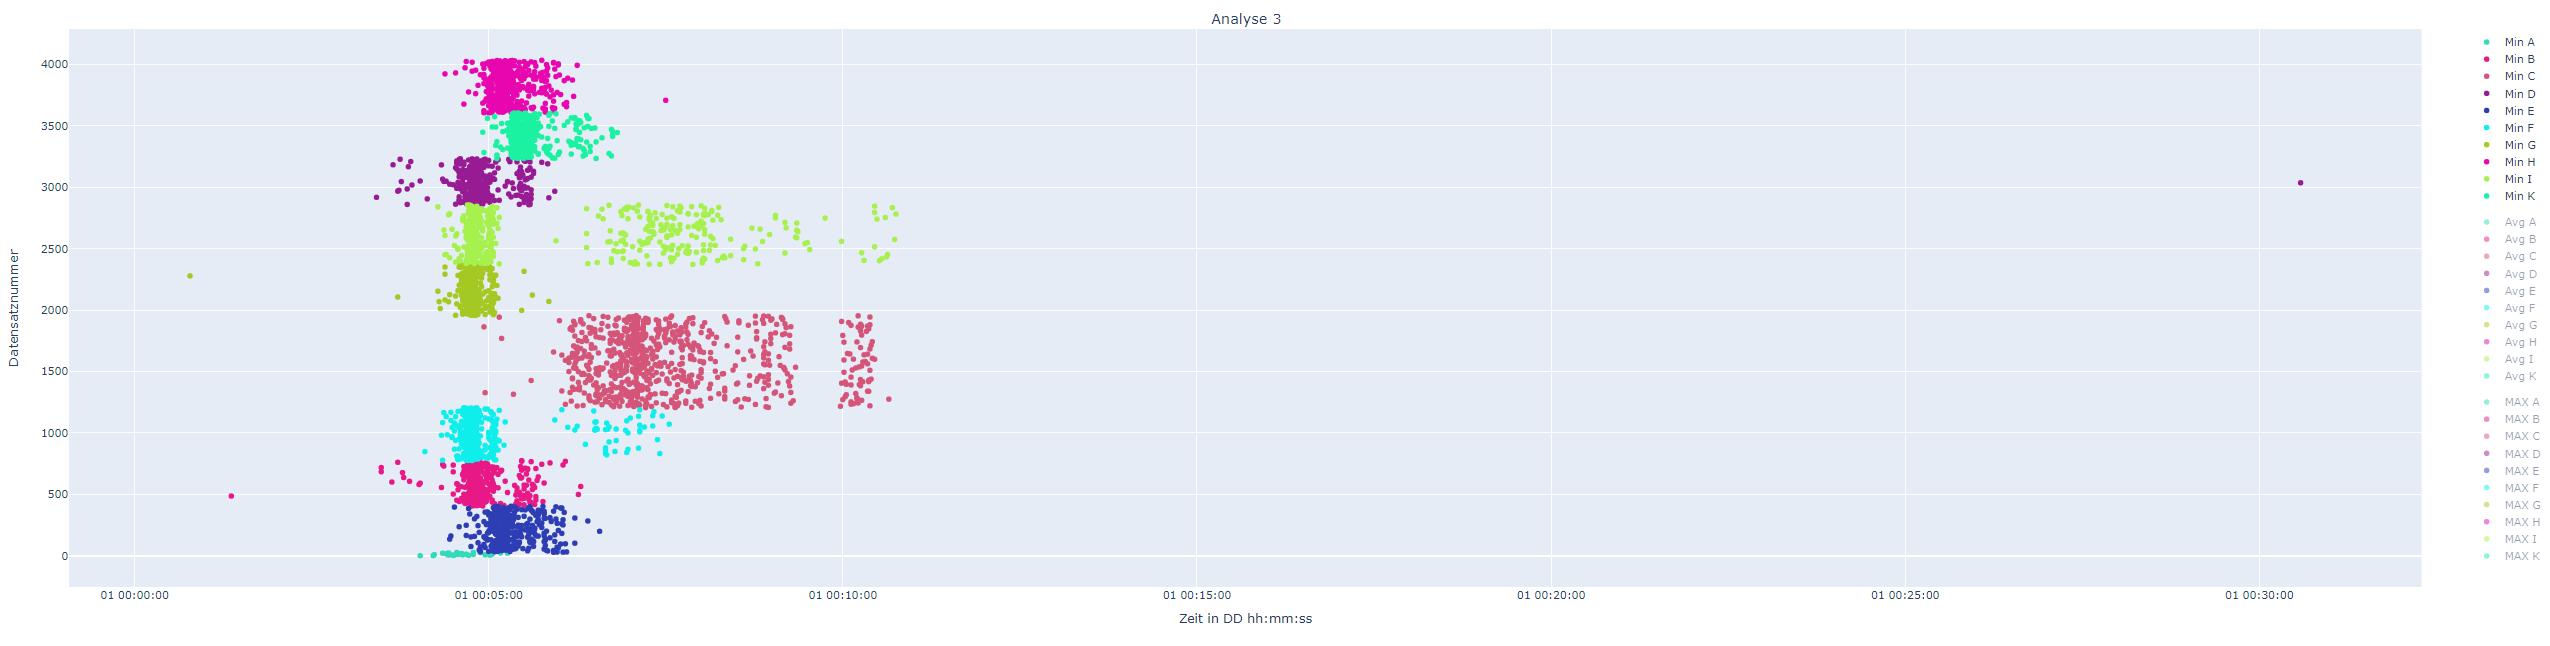 Analyse 3
Datensatznummer
4000
3500
3000
2500
2000
1500
1000
500
0
01 00:00:00
01 00:05:00
01 00:10:00
01 00:15:00
01 00:20:00
01 00:25:00
01 00:30:00
Zeit in DD hh:mm:ss
Min A
Min B
Min C
Min D
Min E
Min F
Min G
Min H
Min I
Min K
Avg A
Avg B
Avg C
Avg D
Avg E
Avg F
Avg G
Avg H
Avg I
Avg K
MAX A
MAX B
MAX C
MAX D
MAX E
MAX F
MAX G
MAX H
MAX I
MAX K